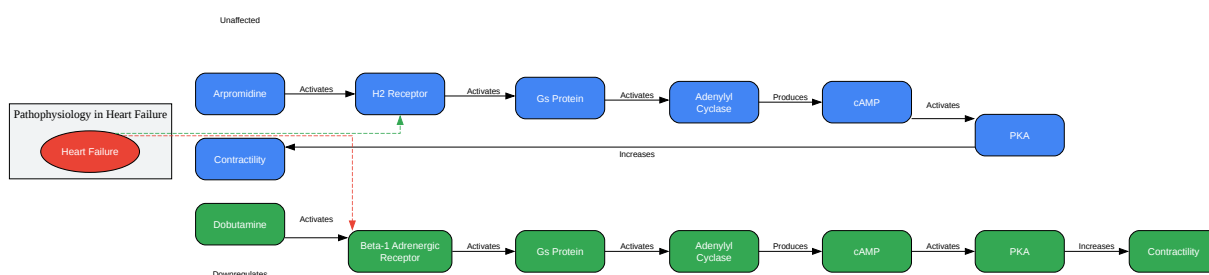 Unaffected
Arpromidine
Activates
H2 Receptor
Activates
Gs Protein
Activates
Adenylyl
Cyclase
Produces
cAMP
Activates
PKA
Pathophysiology in Heart Failure
Heart Failure
Contractility
Increases
Dobutamine
Activates
Beta-1 Adrenergic
Receptor
Activates
Gs Protein
Activates
Adenylyl
Cyclase
Produces
cAMP
Activates
PKA
Increases
Contractility
Downregulates